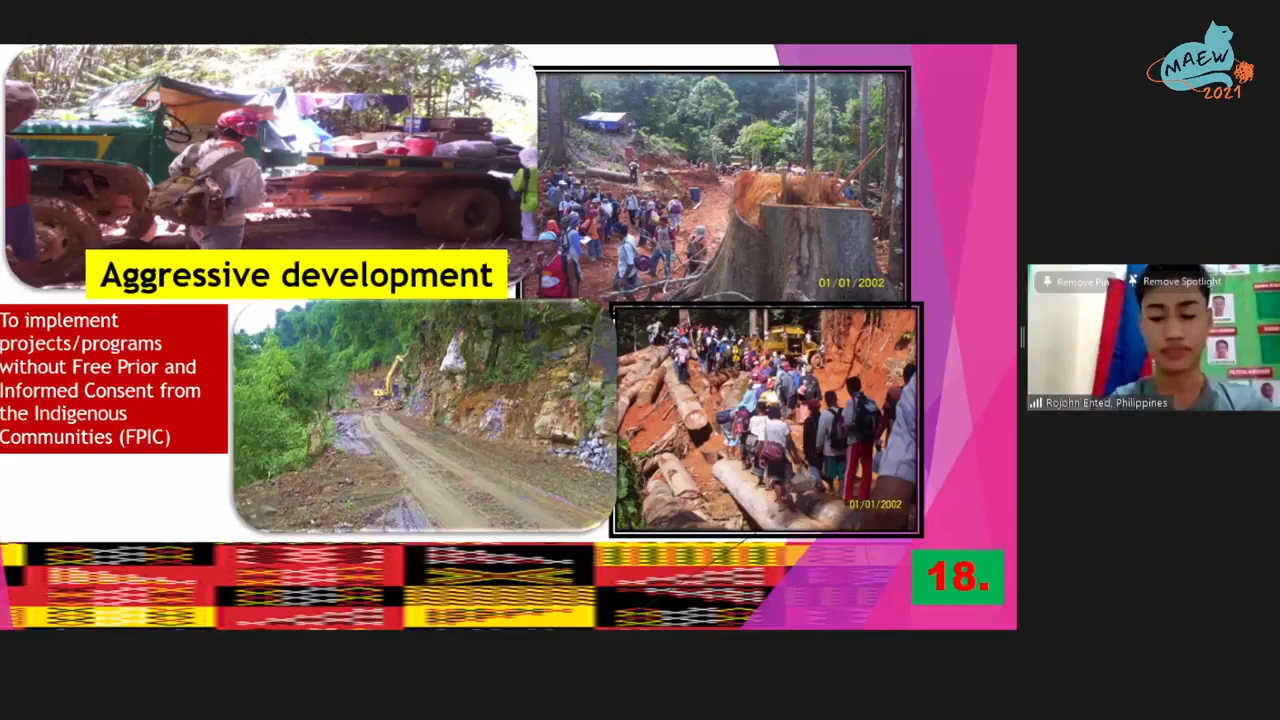 MAEW
2021
01/01/2002
Aggressive development
To implement
projects/programs
without Free Prior and
Informed Consent from
the Indigenous
Communities (FPIC)
01/01/2002
18.
Remove Pin
Remove Spotlight
Rojohn Ented, Philippines